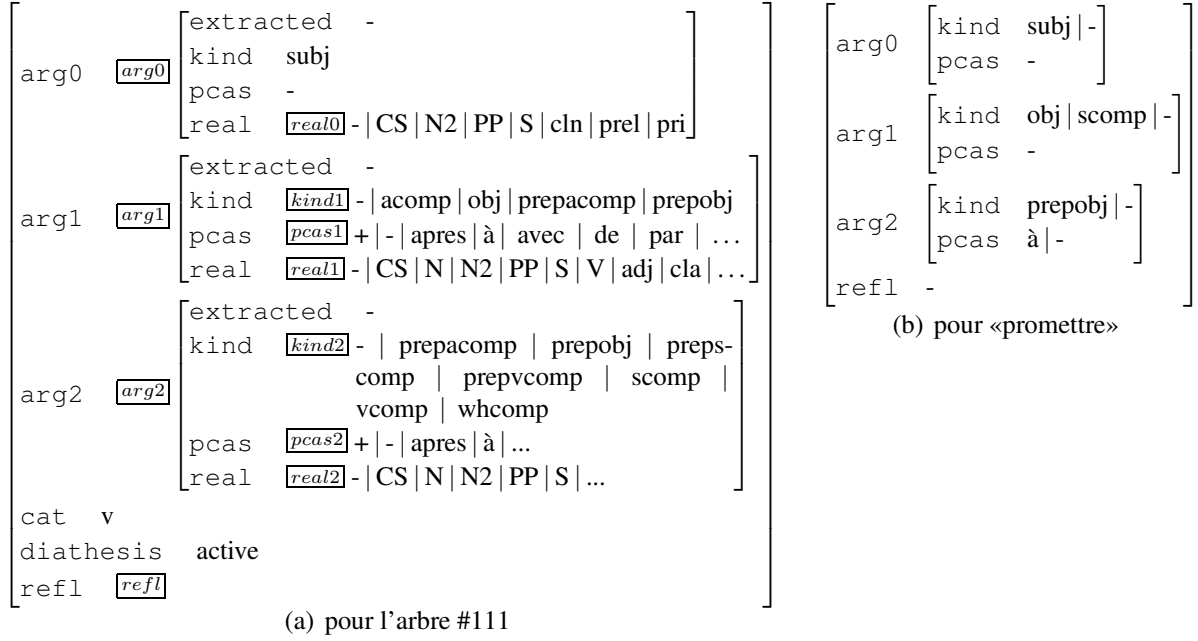 extracted -
kind subj
arg0 arg0
pcas -
real real0 - | CS | N2 | PP | S | cln | prel | pri
extracted -
kind kind1 - | acomp | obj | prepacomp | prepobj
arg1 arg1
pcas pcas1 + | - | apres | à | avec | de | par | ...
real real1 - | CS | N | N2 | PP | S | V | adj | cla | ...
extracted -
kind kind2 - | prepacomp | prepobj | preps-
comp | prepvcomp | scomp |
arg2 arg2
vcomp | whcomp
pcas pcas2 + | - | apres | à | ...
real real2 - | CS | N | N2 | PP | S | ...
cat v
diathesis active
refl refl
(a) pour l'arbre #111
arg0
kind subj | -
pcas -
arg1
kind obj | scomp | -
pcas -
arg2
kind prepobj | -
pcas à | -
refl -
(b) pour «promettre»